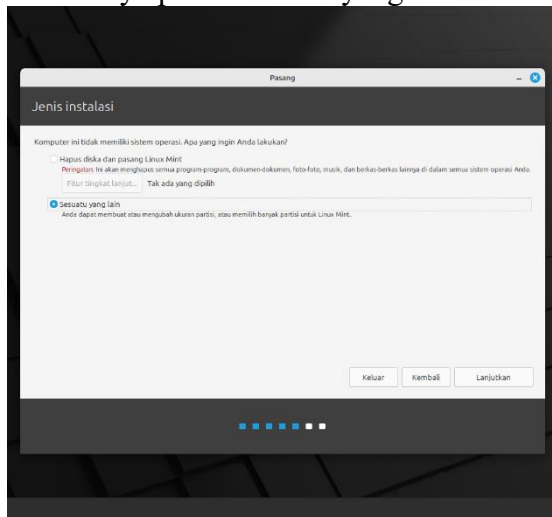 Pasang
Jenis instalasi
Komputer ini tidak memiliki sistem operasi. Apa yang ingin Anda lakukan?
Hapus diska dan pasang Linux Mint
Peringatan: Ini akan menghapus semua program-program, dokumen-dokumen, foto-foto, musik, dan berkas-berkas lainnya di dalam semua sistem operasi Anda.
Fitur tingkat lanjut... Tak ada yang dipilih
Sesuatu yang lain
Anda dapat membuat atau mengubah ukuran partisi, atau memilih banyak partisi untuk Linux Mint.
Keluar Kembali Lanjutkan